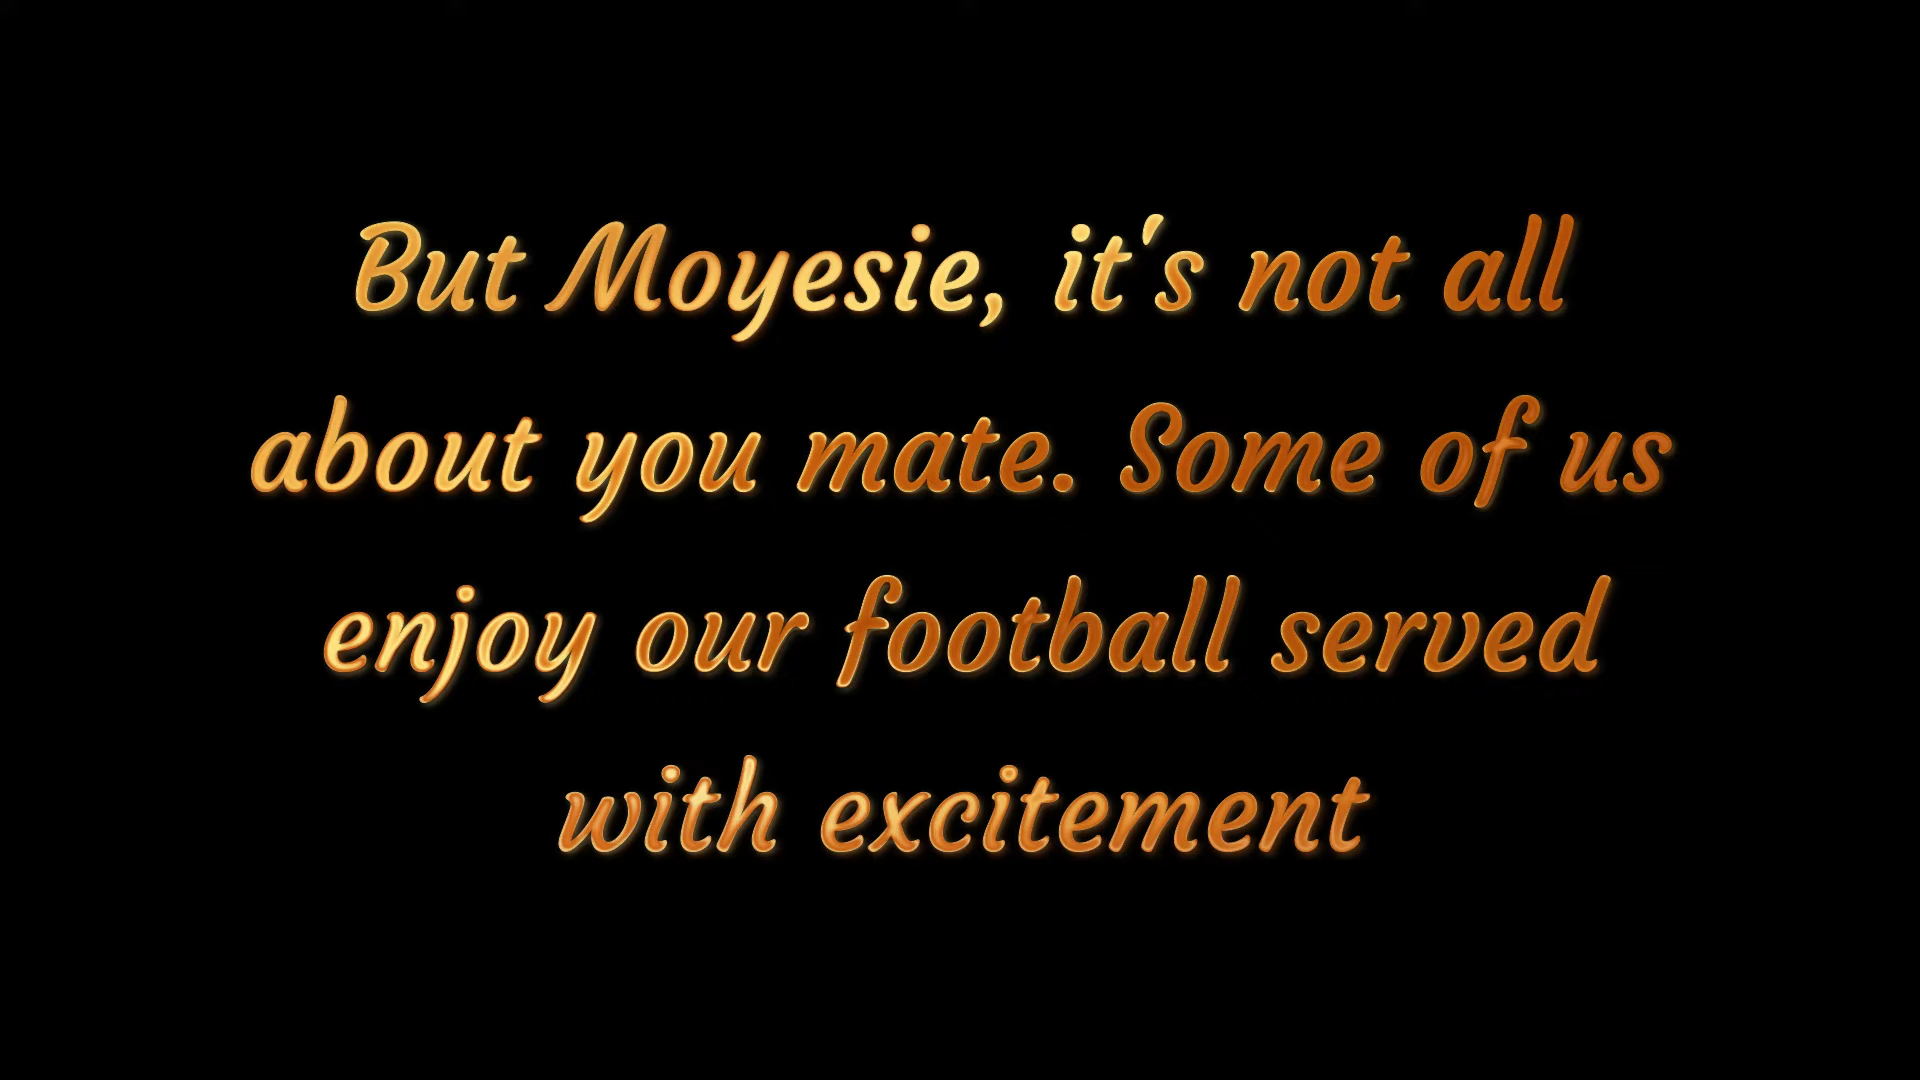 But Moyesie, it's not all
about you mate. Some of us
enjoy our football served
with excitement